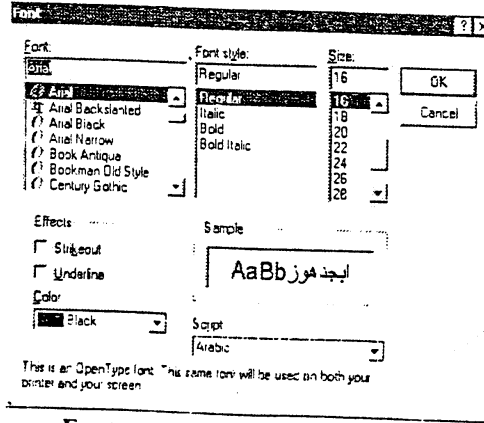 Font
? X
Font:
Arial
Arial
Arial Backslanted
Arial Black
Arial Narrow
Book Antiqua
Bookman Old Style
Century Gothic
Font style:
Regular
Regular
Italic
Bold
Bold Italic
Size:
16
16
18
20
22
24
26
28
OK
Cancel
Effects
Strikeout
Underline
Color
Black
Sample
AaBbابجد هوز
Script
Arabic
This is an OpenType font. This same font will be used on both your
printer and your screen